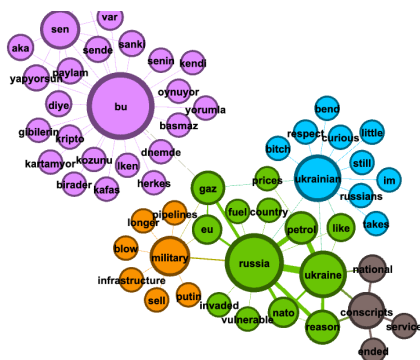 var
sen
aka
sende
sanki
senin
kendi
yapyorsun
paylam
oynuyor
diye
bu
yorumla
gibilerin
kripto
basmaz
kartamyor
kozunu
lken
dnemde
birader
kafas
herkes
bend
respect
curious
little
bitch
still
prices
ukrainian
im
gaz
russians
takes
longer
pipelines
fuel
country
eu
petrol
like
blow
military
russia
ukraine
national
infrastructure
putin
sell
invaded
vulnerable
nato
reason
conscripts
service
ended